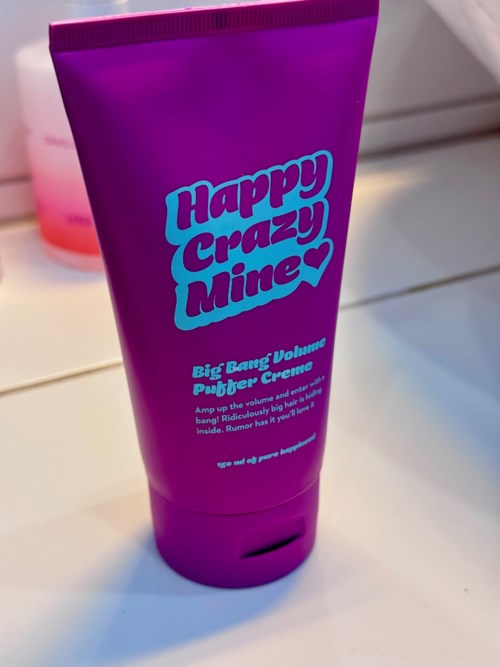 Happy
Crazy
Mine
Big Bang Volume
Puffer Creme
Amp up the volume and enter with a
bang! Ridiculously big hair is hiding
inside. Rumor has it you'll love it
150 ml of pure happiness!